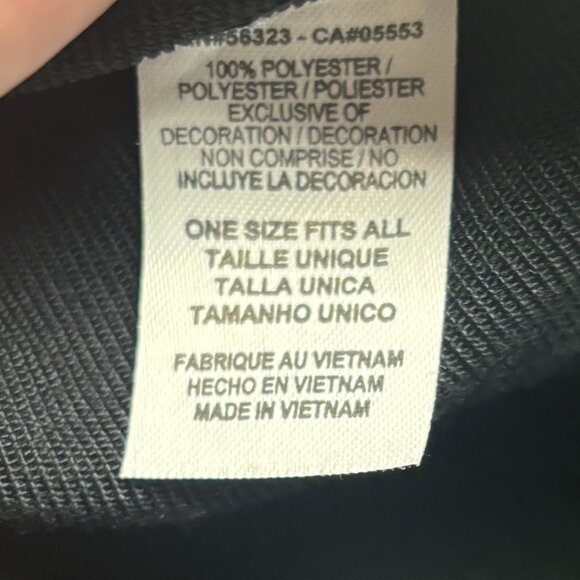 #56323 - CA#05553
100% POLYESTER /
POLYESTER / POLIESTER
EXCLUSIVE OF
DECORATION / DECORATION
NON COMPRISE / NO
INCLUYE LA DECORACION
ONE SIZE FITS ALL
TAILLE UNIQUE
TALLA UNICA
TAMANHO UNICO
FABRIQUE AU VIETNAM
HECHO EN VIETNAM
MADE IN VIETNAM